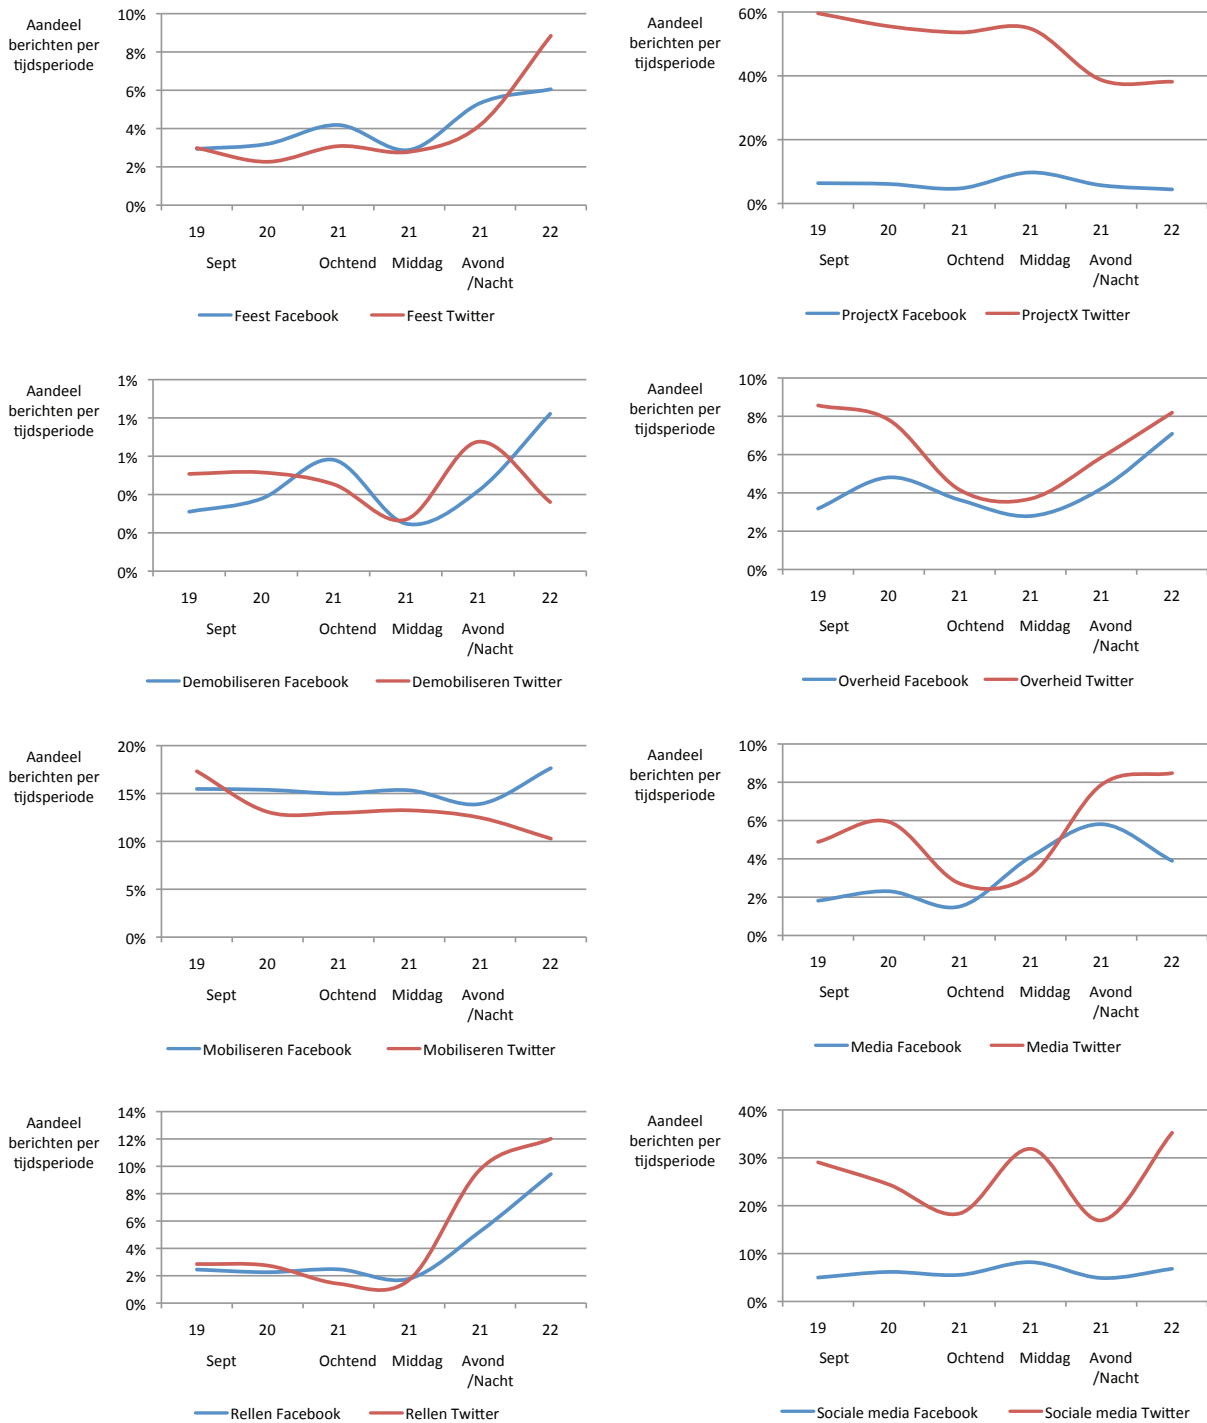 Aandeel
berichten per
tijdsperiode
10%
8%
6%
4%
2%
0%
19 20 21 21 21 22
Sept Ochtend Middag Avond
/Nacht
Feest Facebook Feest Twitter
Aandeel
berichten per
tijdsperiode
60%
40%
20%
0%
19 20 21 21 21 22
Sept Ochtend Middag Avond
/Nacht
ProjectX Facebook ProjectX Twitter
Aandeel
berichten per
tijdsperiode
1%
1%
1%
0%
0%
0%
19 20 21 21 21 22
Sept Ochtend Middag Avond
/Nacht
Demobiliseren Facebook Demobiliseren Twitter
Aandeel
berichten per
tijdsperiode
10%
8%
6%
4%
2%
0%
19 20 21 21 21 22
Sept Ochtend Middag Avond
/Nacht
Overheid Facebook Overheid Twitter
Aandeel
berichten per
tijdsperiode
20%
15%
10%
5%
0%
19 20 21 21 21 22
Sept Ochtend Middag Avond
/Nacht
Mobiliseren Facebook Mobiliseren Twitter
Aandeel
berichten per
tijdsperiode
10%
8%
6%
4%
2%
0%
19 20 21 21 21 22
Sept Ochtend Middag Avond
/Nacht
Media Facebook Media Twitter
Aandeel
berichten per
tijdsperiode
14%
12%
10%
8%
6%
4%
2%
0%
19 20 21 21 21 22
Sept Ochtend Middag Avond
/Nacht
Rellen Facebook Rellen Twitter
Aandeel
berichten per
tijdsperiode
40%
30%
20%
10%
0%
19 20 21 21 21 22
Sept Ochtend Middag Avond
/Nacht
Sociale media Facebook Sociale media Twitter